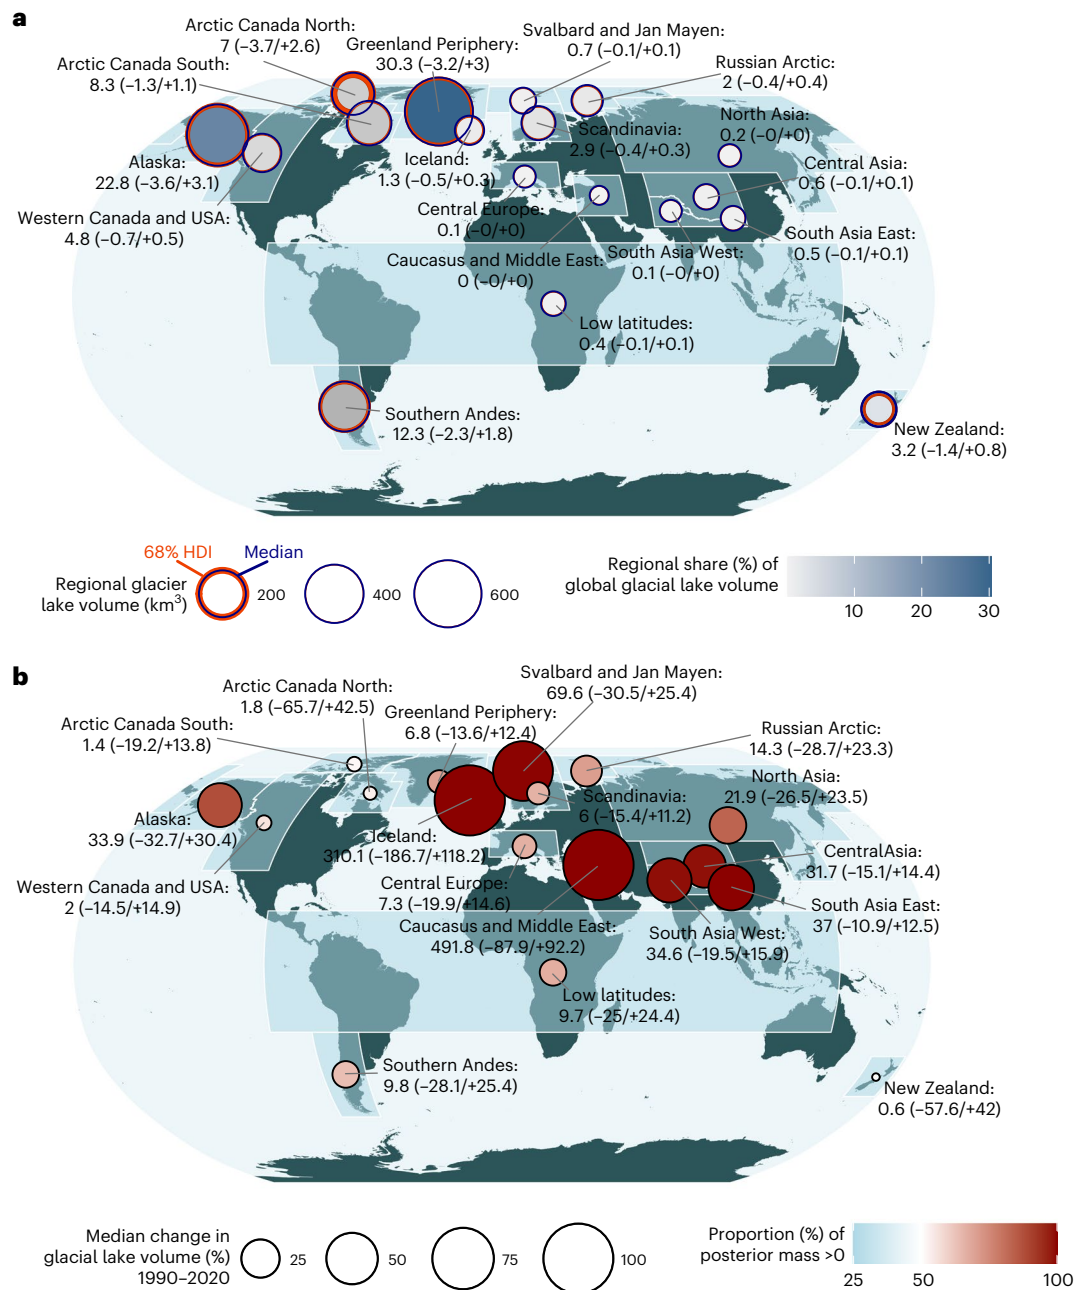 a
Arctic Canada North:
7 (–3.7/+2.6)
Greenland Periphery:
30.3 (–3.2/+3)
Svalbard and Jan Mayen:
0.7 (–0.1/+0.1)
Arctic Canada South:
8.3 (–1.3/+1.1)
Russian Arctic:
2 (–0.4/+0.4)
North Asia:
0.2 (–0/+0)
Scandinavia:
2.9 (–0.4/+0.3)
Alaska:
22.8 (–3.6/+3.1)
Iceland:
1.3 (–0.5/+0.3)
Central Asia:
0.6 (–0.1/+0.1)
Western Canada and USA:
4.8 (–0.7/+0.5)
Central Europe:
0.1 (–0/+0)
South Asia East:
0.5 (–0.1/+0.1)
Caucasus and Middle East:
0 (–0/+0)
South Asia West:
0.1 (–0/+0)
Low latitudes:
0.4 (–0.1/+0.1)
Southern Andes:
12.3 (–2.3/+1.8)
New Zealand:
3.2 (–1.4/+0.8)
68% HDI
Median
Regional glacier
lake volume (km³)
200
400
600
Regional share (%) of
global glacial lake volume
10
20
30
b
Svalbard and Jan Mayen:
69.6 (–30.5/+25.4)
Arctic Canada North:
1.8 (–65.7/+42.5)
Greenland Periphery:
6.8 (–13.6/+12.4)
Arctic Canada South:
1.4 (–19.2/+13.8)
Russian Arctic:
14.3 (–28.7/+23.3)
North Asia:
21.9 (–26.5/+23.5)
Scandinavia:
6 (–15.4/+11.2)
Alaska:
33.9 (–32.7/+30.4)
Iceland:
310.1 (–186.7/+118.2)
CentralAsia:
31.7 (–15.1/+14.4)
Western Canada and USA:
2 (–14.5/+14.9)
Central Europe:
7.3 (–19.9/+14.6)
South Asia East:
37 (–10.9/+12.5)
Caucasus and Middle East:
491.8 (–87.9/+92.2)
South Asia West:
34.6 (–19.5/+15.9)
Low latitudes:
9.7 (–25/+24.4)
Southern Andes:
9.8 (–28.1/+25.4)
New Zealand:
0.6 (–57.6/+42)
Median change in
glacial lake volume (%)
1990–2020
25
50
75
100
Proportion (%) of
posterior mass >0
25
50
100